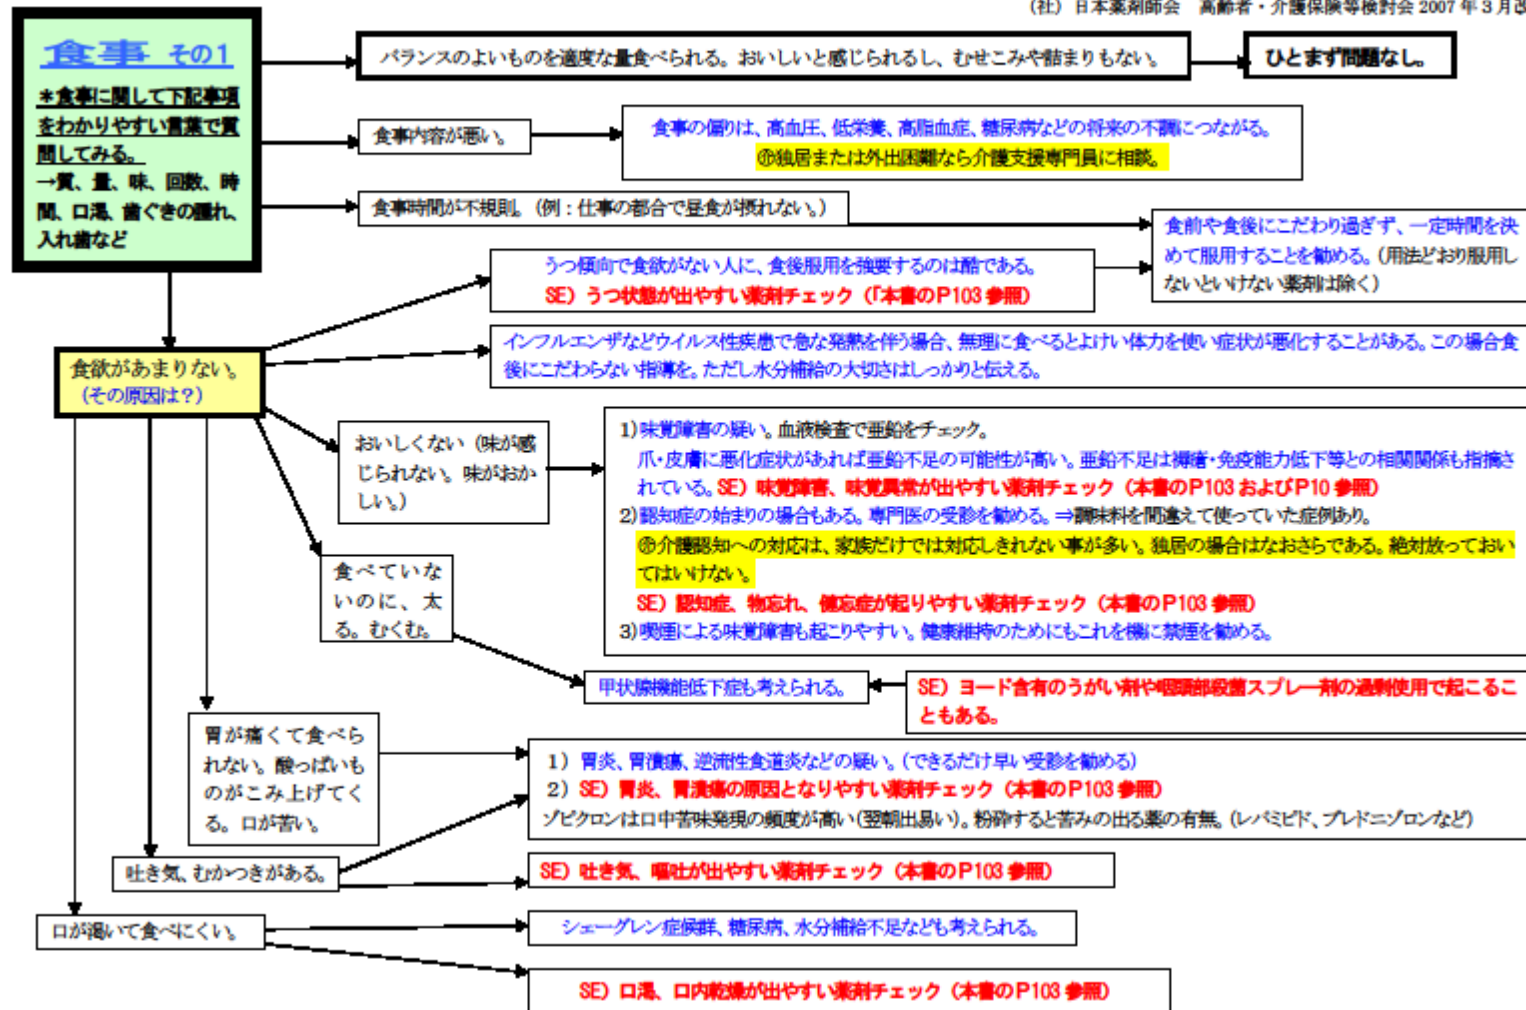 (社)日本薬剤師会 高齢者・介護保険等検討会 2007年3月改
食事 その1
*食事に関して下記事項
をわかりやすい言葉で質
問してみる。
→質、量、味、回数、時
間、口渇、歯ぐきの腫れ、
入れ歯など
バランスのよいものを適度な量食べられる。おいしいと感じられるし、むせこみや詰まりもない。
ひとまず問題なし。
食事内容が悪い。
食事の偏りは、高血圧、低栄養、高脂血症、糖尿病などの将来の不調につながる。
㊕独居または外出困難なら介護支援専門員に相談。
食事時間が不規則。(例:仕事の都合で昼食が摂れない。)
食前や食後にこだわり過ぎず、一定時間を決
めて服用することを勧める。(用法どおり服用し
ないといけない薬剤は除く)
うつ傾向で食欲がない人に、食後服用を強要するのは酷である。
SE)うつ状態が出やすい薬剤チェック(「本書のP103参照)
インフルエンザなどウイルス性疾患で急な発熱を伴う場合、無理に食べるとよけい体力を使い症状が悪化することがある。この場合食
後にこだわらない指導を。ただし水分補給の大切さはしっかりと伝える。
食欲があまりない。
(その原因は?)
おいしくない(味が感
じられない。味がおか
しい。)
1)味覚障害の疑い。血液検査で亜鉛をチェック。
爪・皮膚に悪化症状があれば亜鉛不足の可能性が高い。亜鉛不足は褥瘡・免疫能力低下等との相関関係も指摘さ
れている。SE)味覚障害、味覚異常が出やすい薬剤チェック(本書のP103およびP10参照)
2)認知症の始まりの場合もある。専門医の受診を勧める。⇒調味料を間違えて使っていた症例あり。
㊕介護認知への対応は、家族だけでは対応しきれない事が多い。独居の場合はなおさらである。絶対放っておい
てはいけない。
SE)認知症、物忘れ、健忘症が起りやすい薬剤チェック(本書のP103参照)
3)喫煙による味覚障害も起こりやすい。健康維持のためにもこれを機に禁煙を勧める。
食べていな
いのに、太
る。むくむ。
甲状腺機能低下症も考えられる。
SE)ヨード含有のうがい剤や咽頭部殺菌スプレー剤の過剰使用で起こるこ
ともある。
胃が痛くて食べら
れない。酸っぱいも
のがこみ上げてく
る。口が苦い。
1)胃炎、胃潰瘍、逆流性食道炎などの疑い。(できるだけ早い受診を勧める)
2)SE)胃炎、胃潰瘍の原因となりやすい薬剤チェック(本書のP103参照)
ゾピクロンは口中苦味発現の頻度が高い(翌朝出易い)。粉砕すると苦みの出る薬の有無。(レバミピド、プレドニゾロンなど)
吐き気、むかつきがある。
SE)吐き気、嘔吐が出やすい薬剤チェック(本書のP103参照)
口が渇いて食べにくい。
シェーグレン症候群、糖尿病、水分補給不足なども考えられる。
SE)口渇、口内乾燥が出やすい薬剤チェック(本書のP103参照)